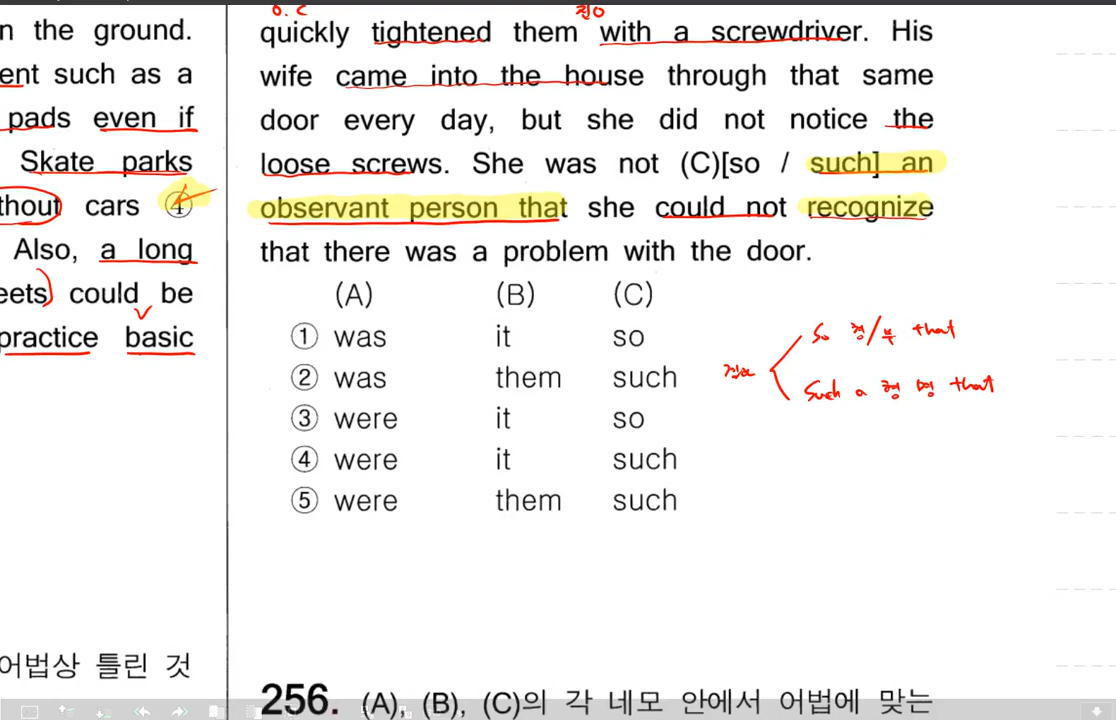 n the ground.
ent such as a
pads even if
Skate parks
thout cars ④
Also, a long
eets) could be
practice basic
어법상 틀린 것
O.C
quickly tightened them with a screwdriver. His
wife came into the house through that same
door every day, but she did not notice the
loose screws. She was not (C)[so / such] an
observant person that she could not recognize
that there was a problem with the door.
(A) (B) (C)
① was it so
② was them such
③ were it so
④ were it such
⑤ were them such
so 형/부 that
such a 형 명 that
256. (A), (B), (C)의 각 네모 안에서 어법에 맞는